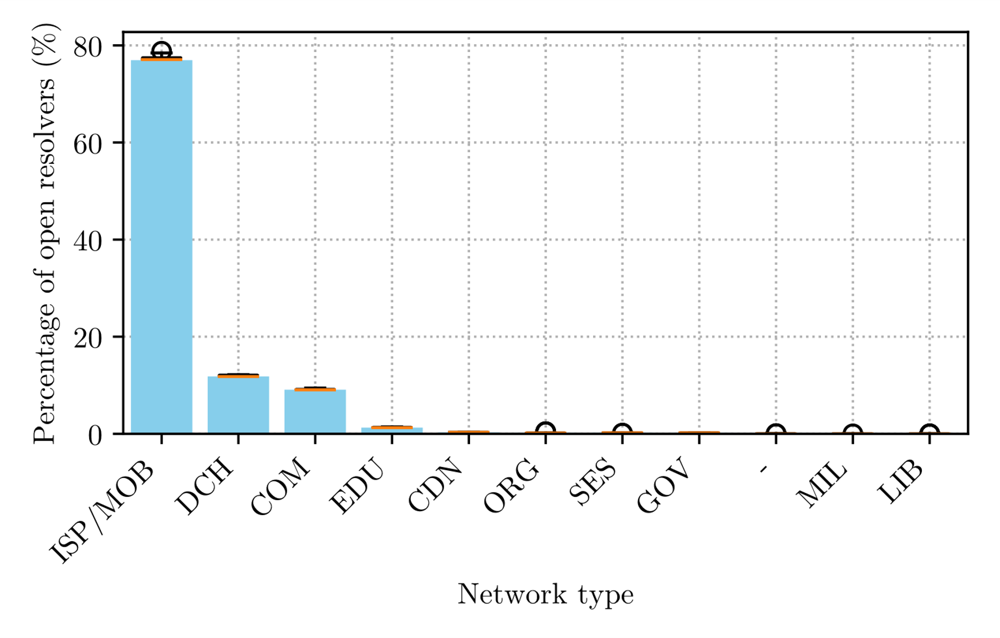 Percentage of open resolvers (%)
80
60
40
20
0
ISP/MOB
DCH
COM
EDU
CDN
ORG
SES
GOV
-
MIL
LIB
Network type